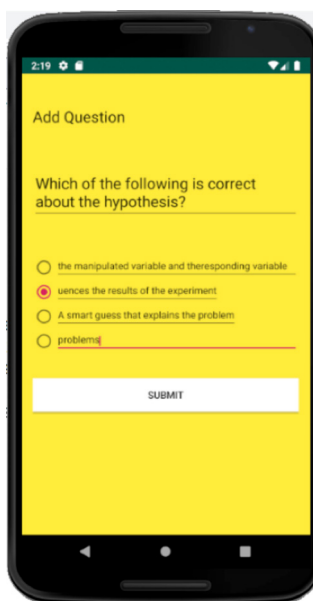 2:19
Add Question
Which of the following is correct
about the hypothesis?
the manipulated variable and theresponding variable
uences the results of the experiment
A smart guess that explains the problem
problems
SUBMIT